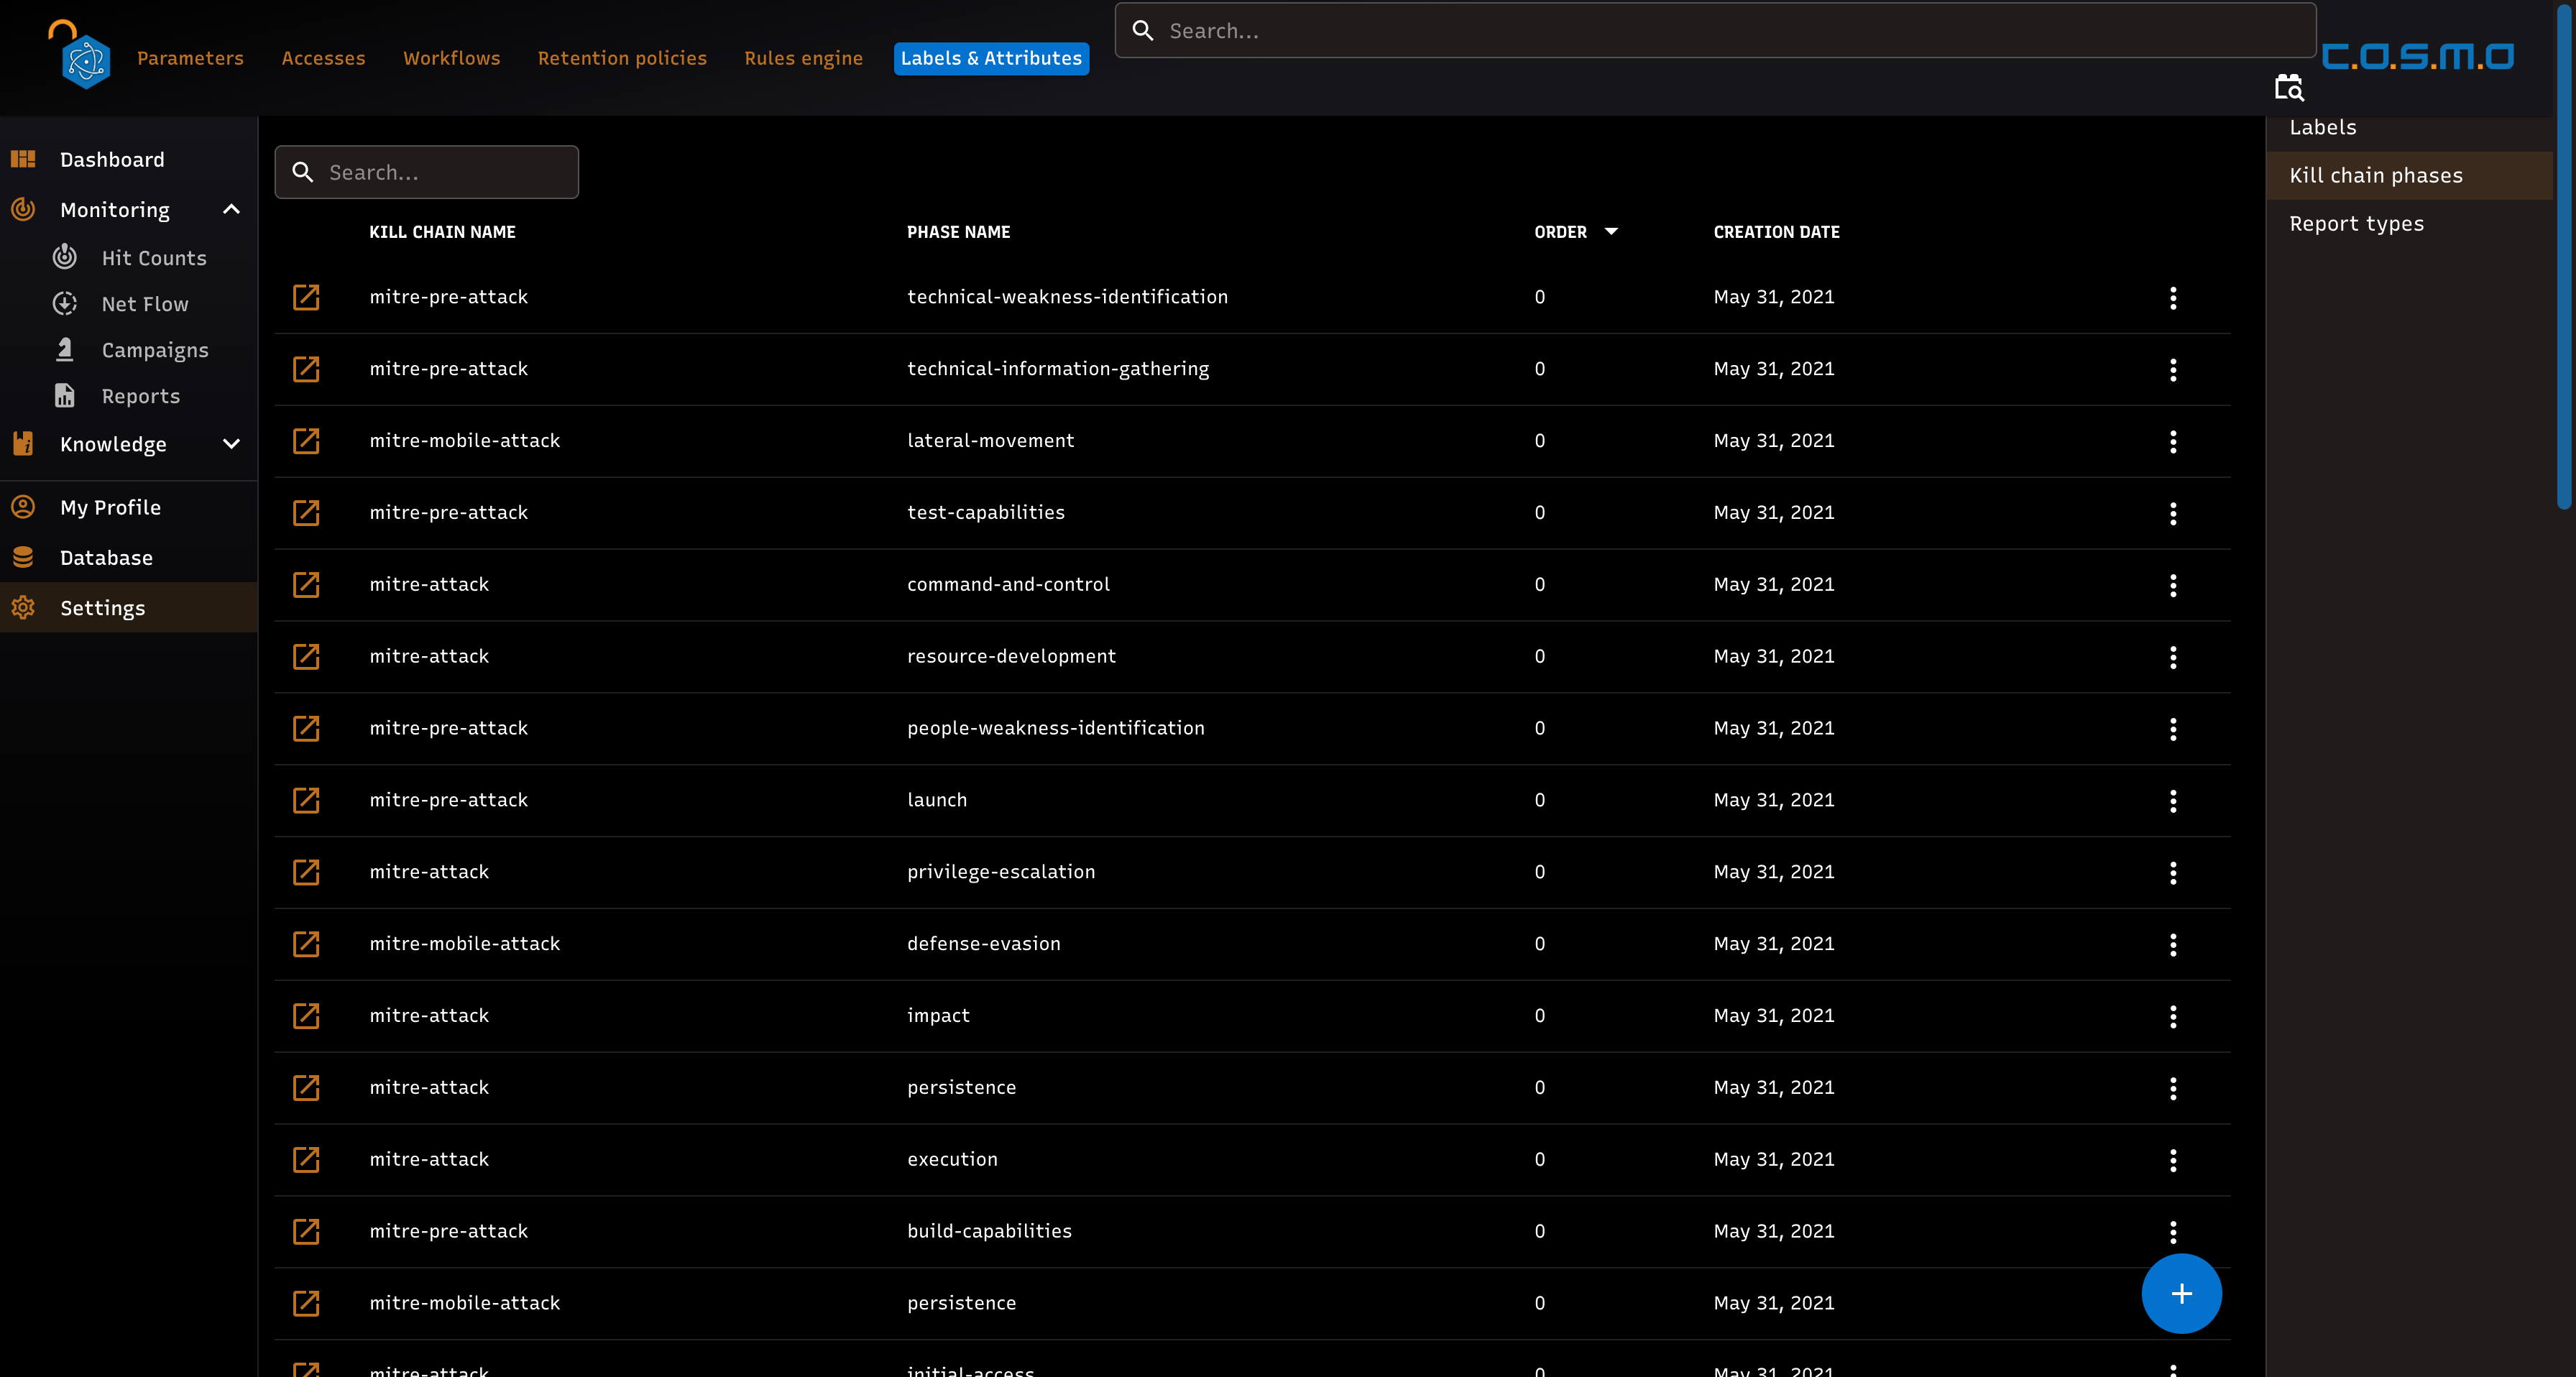 Parameters Accesses Workflows Retention policies Rules engine Labels & Attributes
Search...
c.o.s.m.o
Dashboard
Monitoring
Hit Counts
Net Flow
Campaigns
Reports
Knowledge
My Profile
Database
Settings
Search...
KILL CHAIN NAME PHASE NAME ORDER CREATION DATE
mitre-pre-attack technical-weakness-identification 0 May 31, 2021
mitre-pre-attack technical-information-gathering 0 May 31, 2021
mitre-mobile-attack lateral-movement 0 May 31, 2021
mitre-pre-attack test-capabilities 0 May 31, 2021
mitre-attack command-and-control 0 May 31, 2021
mitre-attack resource-development 0 May 31, 2021
mitre-pre-attack people-weakness-identification 0 May 31, 2021
mitre-pre-attack launch 0 May 31, 2021
mitre-attack privilege-escalation 0 May 31, 2021
mitre-mobile-attack defense-evasion 0 May 31, 2021
mitre-attack impact 0 May 31, 2021
mitre-attack persistence 0 May 31, 2021
mitre-attack execution 0 May 31, 2021
mitre-pre-attack build-capabilities 0 May 31, 2021
mitre-mobile-attack persistence 0 May 31, 2021
mitre-attack initial-access 0 May 31, 2021
Labels
Kill chain phases
Report types